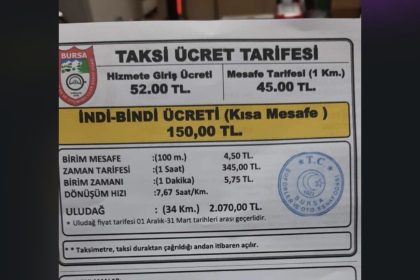 BURSA
TAKSİ ÜCRET TARİFESİ
Hizmete Giriş Ücreti
52.00 TL.
Mesafe Tarifesi (1 Km.)
45.00 TL.
İNDİ-BİNDİ ÜCRETİ (Kısa Mesafe )
150,00 TL.
BİRİM MESAFE :(100 m.) 4,50 TL.
ZAMAN TARİFESİ :(1 Saat) 345,00 TL.
BİRİM ZAMANI :(1 Dakika) 5,75 TL.
DÖNÜŞÜM HIZI :7,67 Saat/Km.
ULUDAĞ (34 Km.) 2.070,00 TL.
* Uludağ fiyat tarifesi 01 Aralık-31 Mart tarihleri arası geçerlidir.
T.C
BURSA
* Taksimetre, taksi duraktan çağrıldığı andan itibaren açılır.